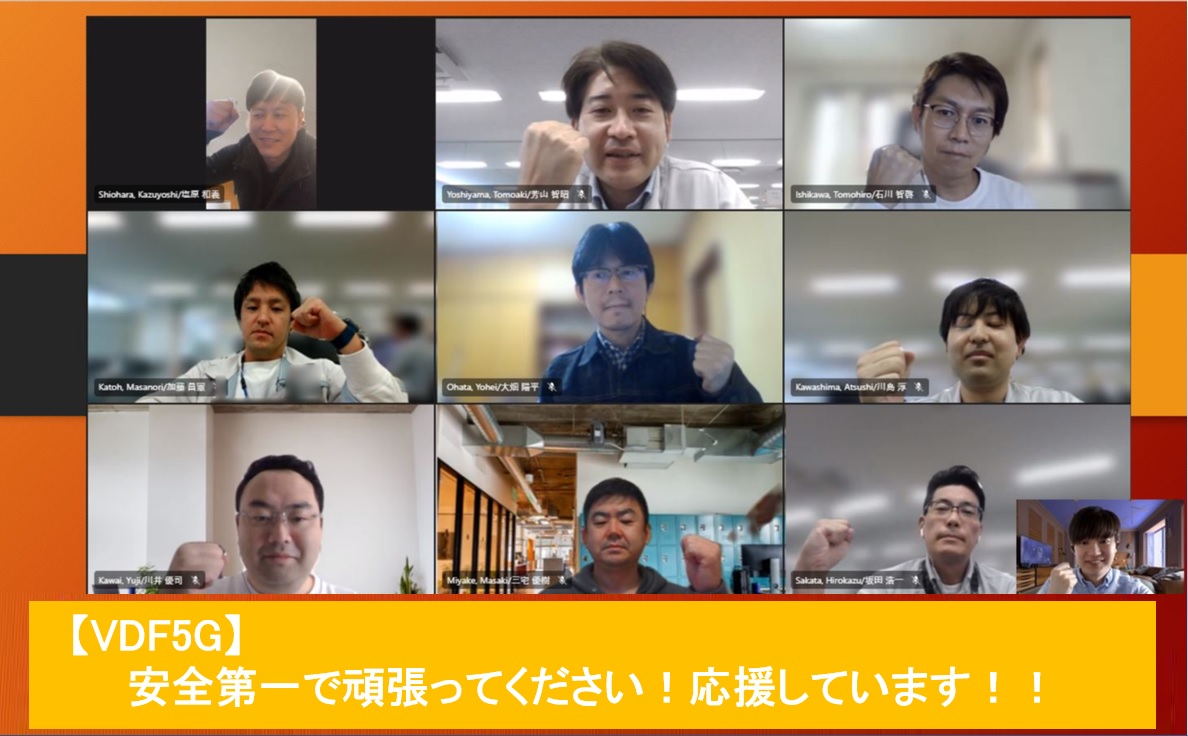 Shiohara, Kazuyoshi/塩原 和義
Yoshiyama, Tomoaki/芳山 智昭
Ishikawa, Tomohiro/石川 智啓
Katoh, Masanori/加藤 昌軍
Ohata, Yohei/大畑 陽平
Kawashima, Atsushi/川島 淳
Kawai, Yuji/川井 優司
Miyake, Masaki/三宅 優樹
Sakata, Hirokazu/坂田 浩一
【VDF5G】
安全第一で頑張ってください！応援しています！！